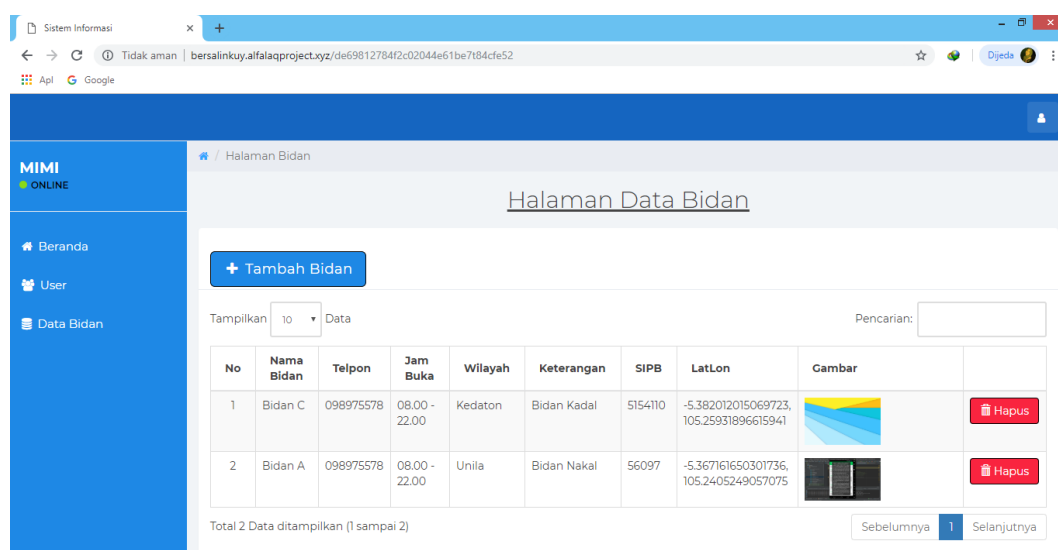 Sistem Informasi
Tidak aman | bersalinkuy.alfalaqproject.xyz/de69812784f2c02044e61be7t84cfe52
Dijeda
Apl Google
MIMI
ONLINE
Beranda
User
Data Bidan
/ Halaman Bidan
Halaman Data Bidan
+ Tambah Bidan
Tampilkan 10 Data
Pencarian:
No Nama Bidan Telpon Jam Buka Wilayah Keterangan SIPB LatLon Gambar
1 Bidan C 098975578 08.00 - 22.00 Kedaton Bidan Kadal 5154110 -5.382012015069723, 105.25931896615941 Hapus
2 Bidan A 098975578 08.00 - 22.00 Unila Bidan Nakal 56097 -5.367161650301736, 105.2405249057075 Hapus
Total 2 Data ditampilkan (1 sampai 2)
Sebelumnya 1 Selanjutnya